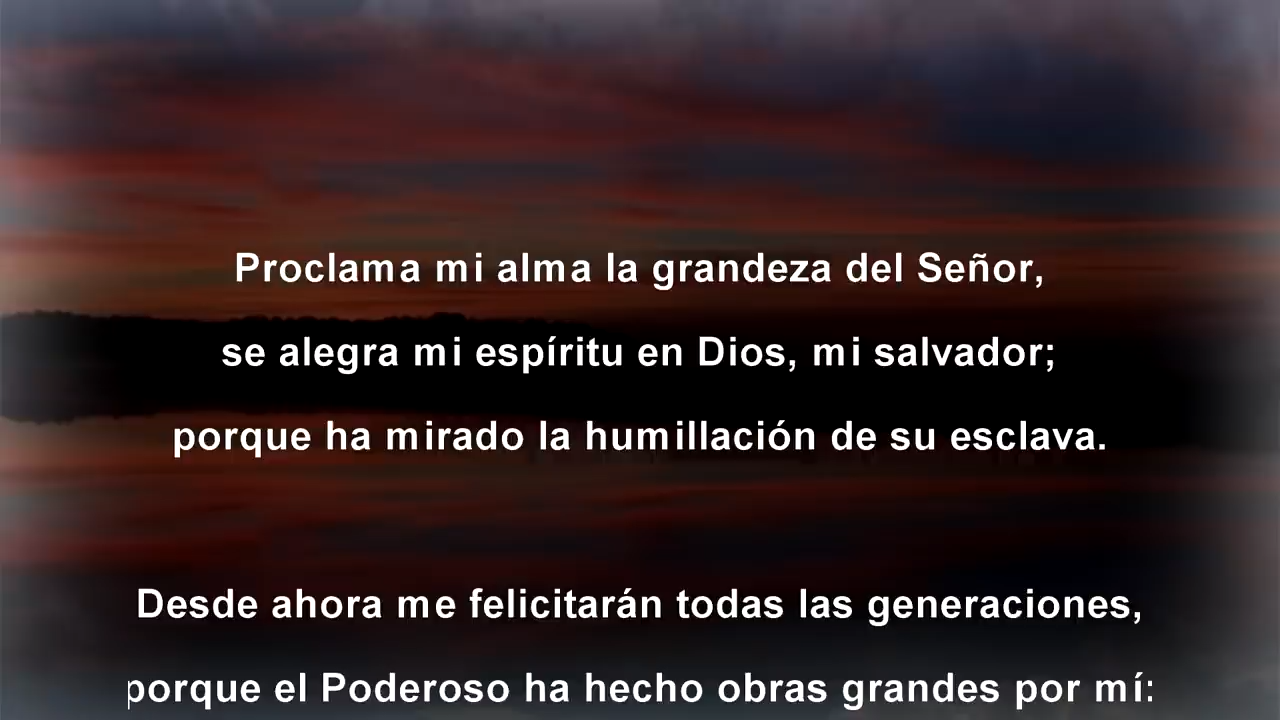 Proclama mi alma la grandeza del Señor,
se alegra mi espíritu en Dios, mi salvador;
porque ha mirado la humillación de su esclava.
Desde ahora me felicitarán todas las generaciones,
porque el Poderoso ha hecho obras grandes por mí: